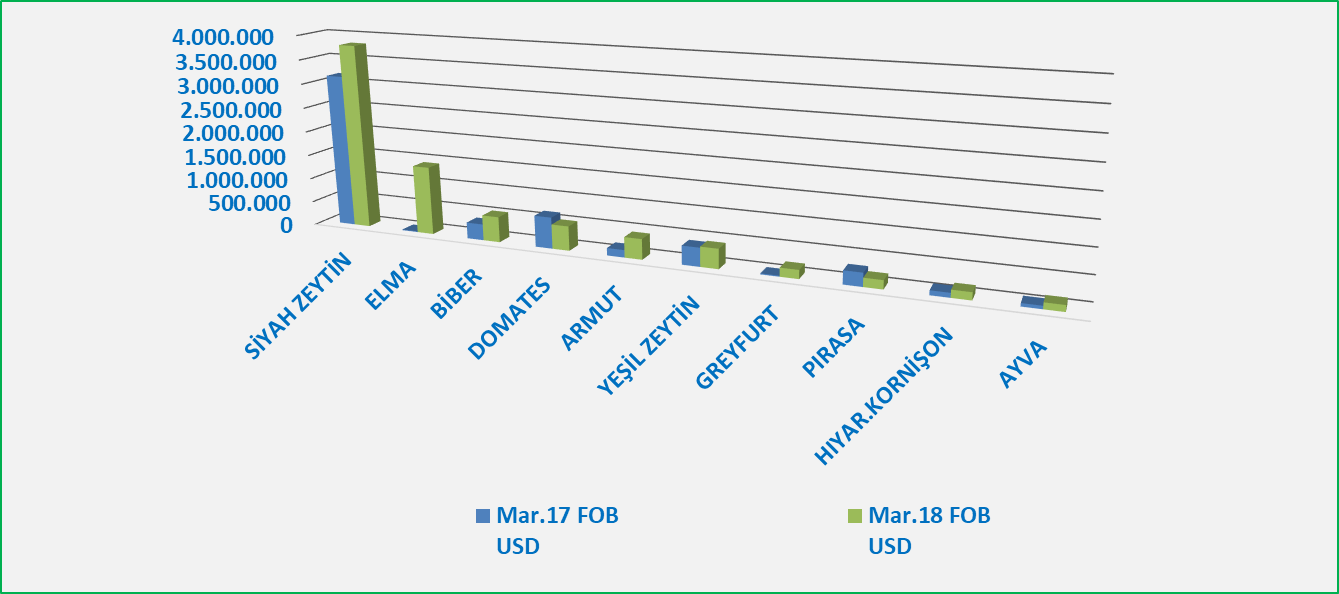 4.000.000
3.500.000
3.000.000
2.500.000
2.000.000
1.500.000
1.000.000
500.000
0
SİYAH ZEYTİN
ELMA
BİBER
DOMATES
ARMUT
YEŞİL ZEYTİN
GREYFURT
PIRASA
HIYAR.KORNİŞON
AYVA
Mar.17 FOB
USD
Mar.18 FOB
USD